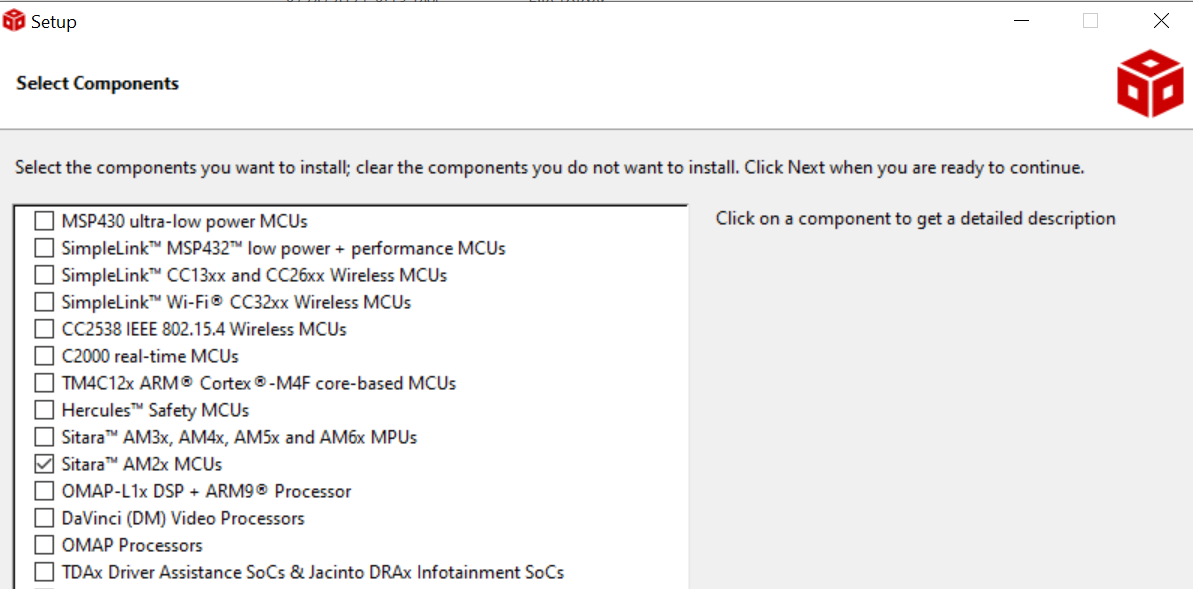 Setup
Select Components
Select the components you want to install; clear the components you do not want to install. Click Next when you are ready to continue.
MSP430 ultra-low power MCUs
SimpleLink™ MSP432™ low power + performance MCUs
SimpleLink™ CC13xx and CC26xx Wireless MCUs
SimpleLink™ Wi-Fi® CC32xx Wireless MCUs
CC2538 IEEE 802.15.4 Wireless MCUs
C2000 real-time MCUs
TM4C12x ARM® Cortex®-M4F core-based MCUs
Hercules™ Safety MCUs
Sitara™ AM3x, AM4x, AM5x and AM6x MPUs
Sitara™ AM2x MCUs
OMAP-L1x DSP + ARM9® Processor
DaVinci (DM) Video Processors
OMAP Processors
TDAx Driver Assistance SoCs & Jacinto DRAx Infotainment SoCs
Click on a component to get a detailed description